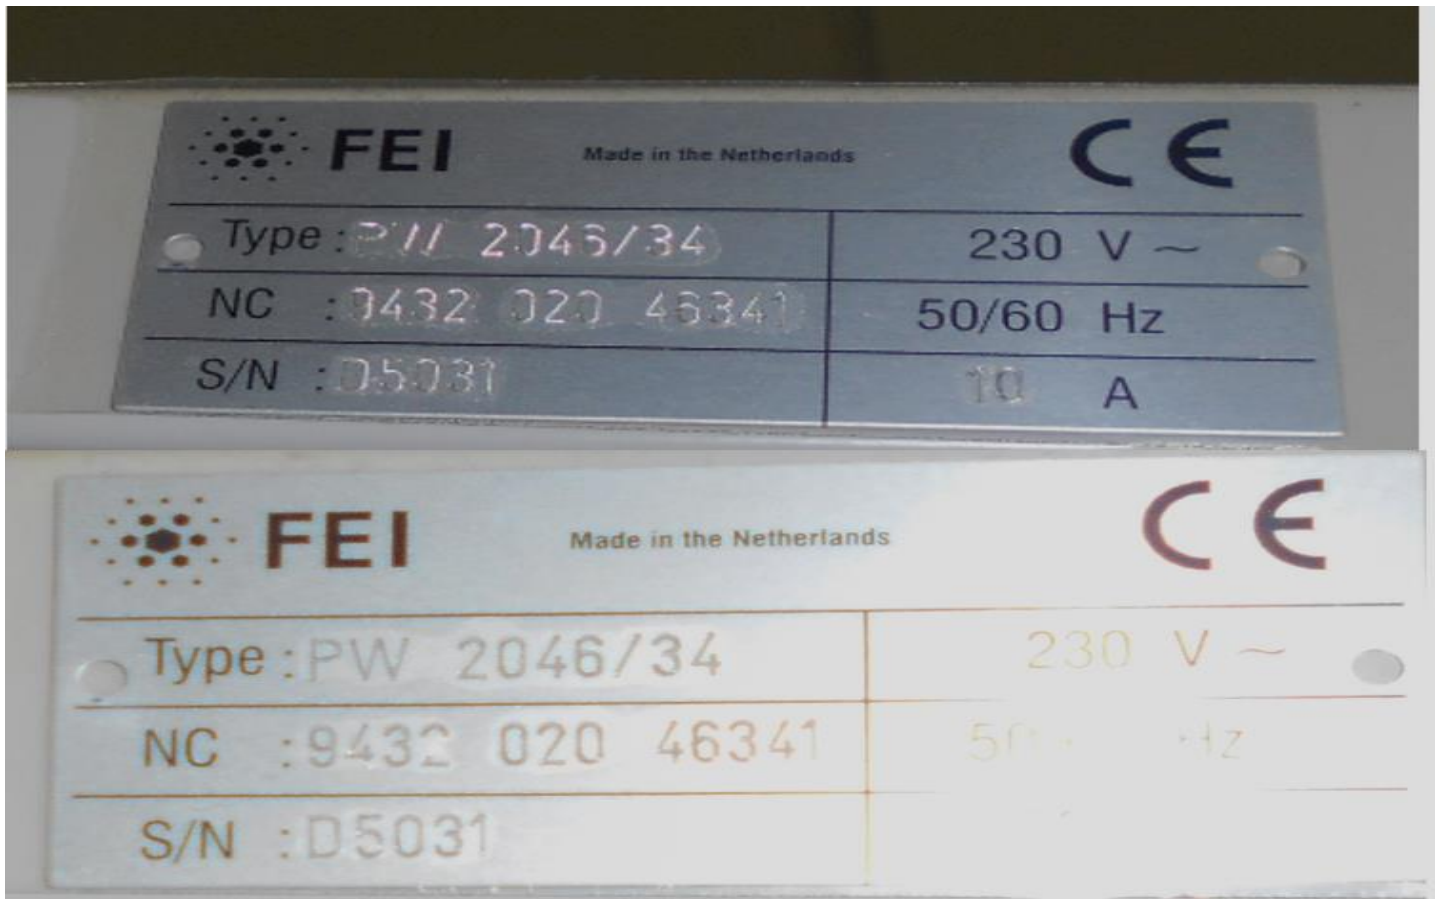 FEI Made in the Netherlands CE
Type : PW 2046/34 230 V ~
NC : 9432 020 46341 50/60 Hz
S/N : D5031 10 A
FEI Made in the Netherlands CE
Type : PW 2046/34 230 V ~
NC : 9432 020 46341 Hz
S/N : D5031